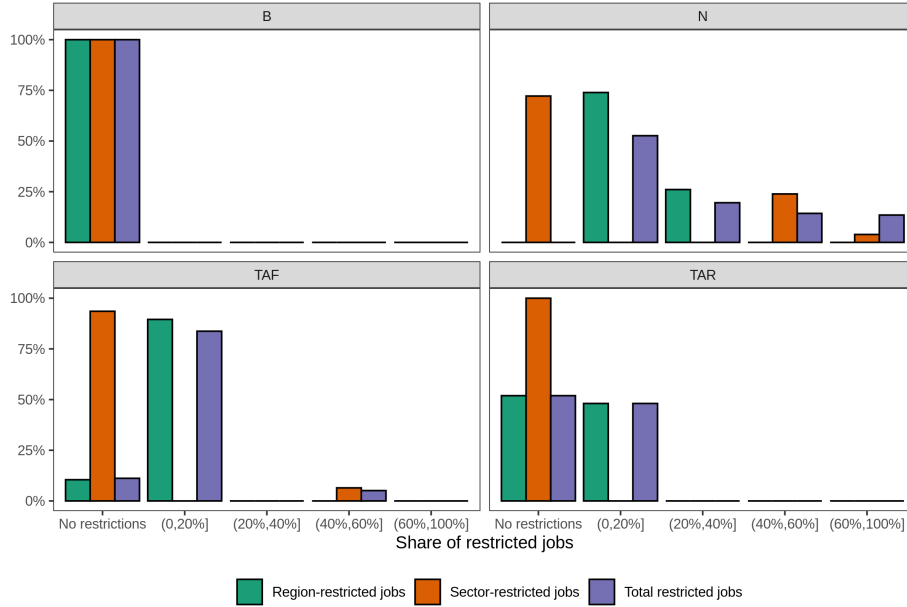 B N
100%
75%
50%
25%
0%
TAF TAR
100%
75%
50%
25%
0%
No restrictions (0,20%] (20%,40%] (40%,60%] (60%,100%] No restrictions (0,20%] (20%,40%] (40%,60%] (60%,100%]
Share of restricted jobs
Region-restricted jobs Sector-restricted jobs Total restricted jobs